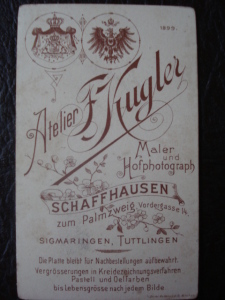 1899.
Atelier F. Kugler
Maler
und
Hofphotograph
SCHAFFHAUSEN
zum Palmzweig, Vordergasse 14
SIGMARINGEN, TUTTLINGEN
Die Platte bleibt für Nachbestellungen aufbewahrt.
Vergrösserungen in Kreidezeichnungsverfahren
Pastell und Oelfarben
bis Lebensgrösse nach jedem Bilde